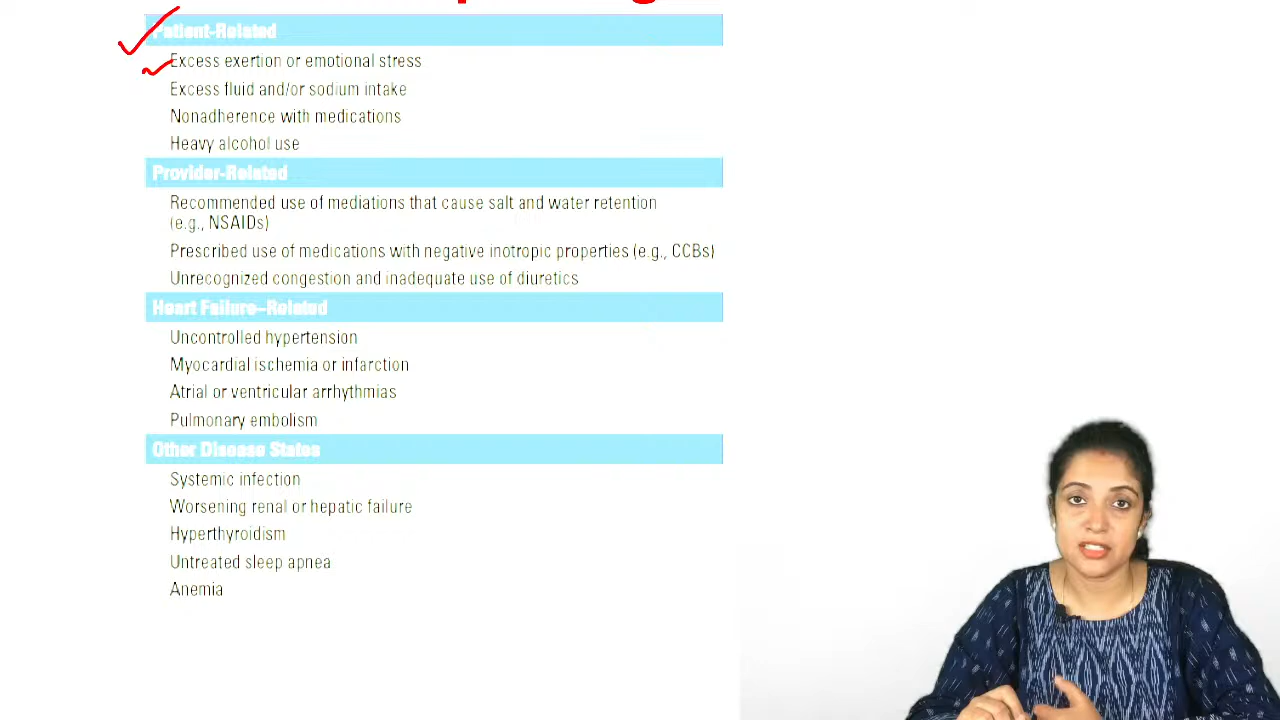 Patient-Related
Excess exertion or emotional stress
Excess fluid and/or sodium intake
Nonadherence with medications
Heavy alcohol use
Provider-Related
Recommended use of mediations that cause salt and water retention
(e.g., NSAIDs)
Prescribed use of medications with negative inotropic properties (e.g., CCBs)
Unrecognized congestion and inadequate use of diuretics
Heart Failure–Related
Uncontrolled hypertension
Myocardial ischemia or infarction
Atrial or ventricular arrhythmias
Pulmonary embolism
Other Disease States
Systemic infection
Worsening renal or hepatic failure
Hyperthyroidism
Untreated sleep apnea
Anemia